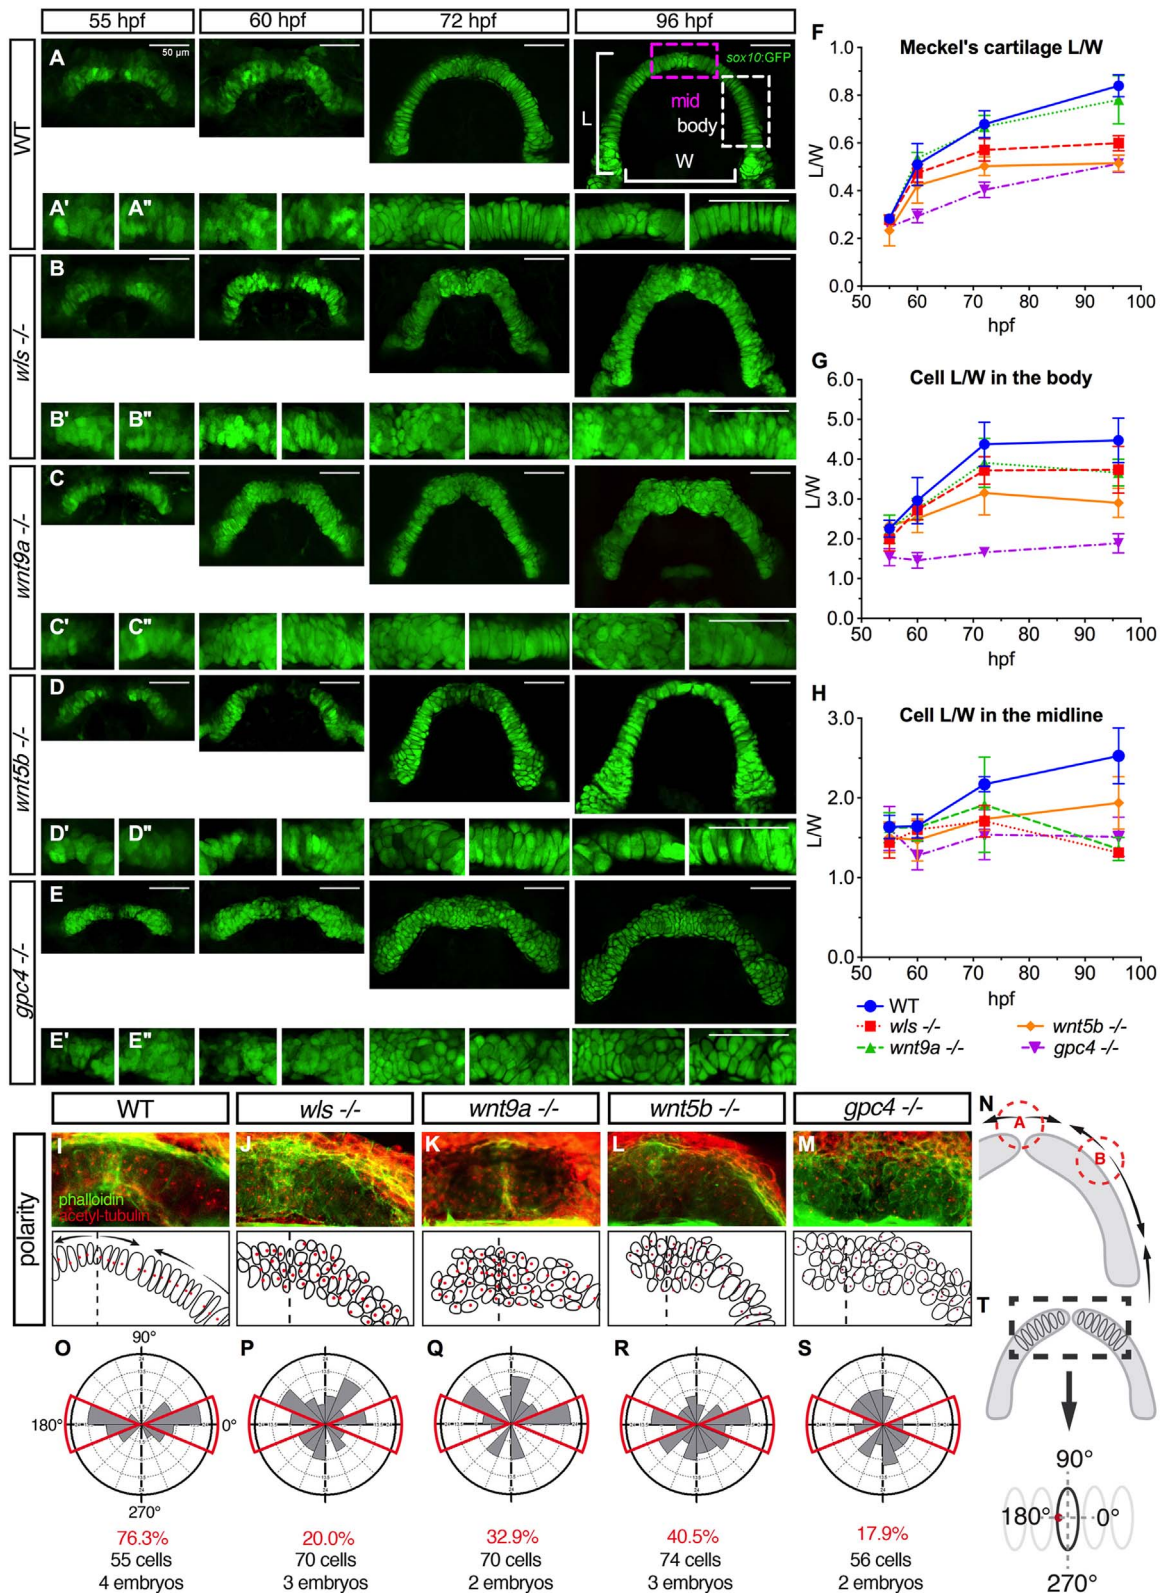 55 hpf
60 hpf
72 hpf
96 hpf
WT
A
50 μm
sox10:GFP
mid
body
L
W
A'
A"
wls -/-
B
B'
B"
wnt9a -/-
C
C'
C"
wnt5b -/-
D
D'
D"
gpc4 -/-
E
E'
E"
F
Meckel's cartilage L/W
L/W
1.0
0.8
0.6
0.4
0.2
0.0
50 60 70 80 90 100
hpf
G
Cell L/W in the body
L/W
6.0
5.0
4.0
3.0
2.0
1.0
0.0
50 60 70 80 90 100
hpf
H
Cell L/W in the midline
L/W
3.0
2.0
1.0
0.0
50 60 70 80 90 100
hpf
WT
wls -/-
wnt5b -/-
wnt9a -/-
gpc4 -/-
WT
wls -/-
wnt9a -/-
wnt5b -/-
gpc4 -/-
polarity
I
phalloidin
acetyl-tubulin
J
K
L
M
N
A
B
O
90°
180°
0°
270°
P
Q
R
S
76.3%
55 cells
4 embryos
20.0%
70 cells
3 embryos
32.9%
70 cells
2 embryos
40.5%
74 cells
3 embryos
17.9%
56 cells
2 embryos
T
90°
180°
0°
270°